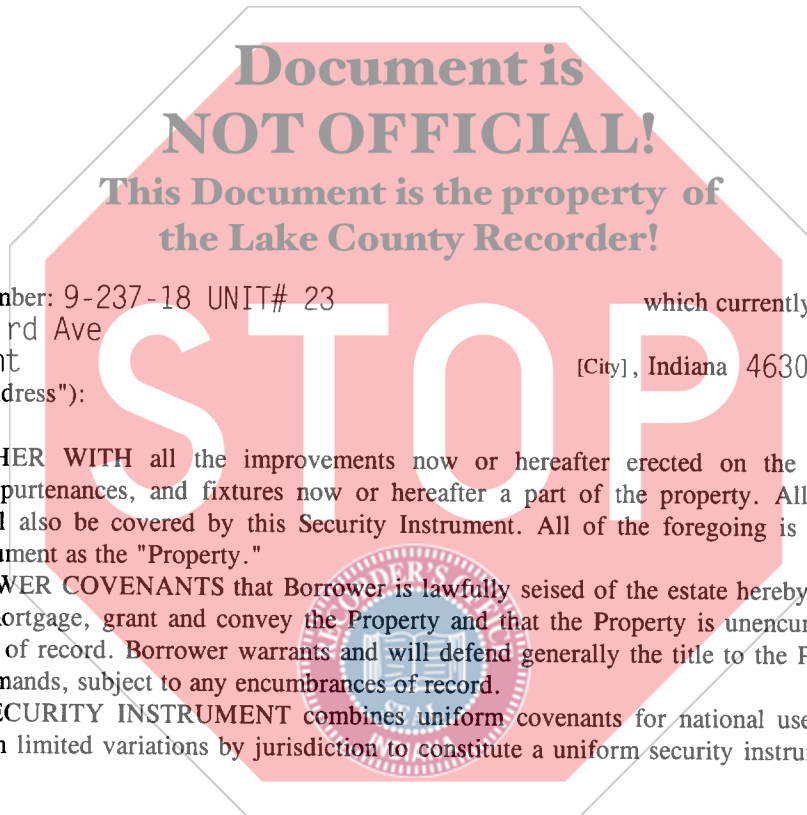 Document is
NOT OFFICIAL!
This Document is the property of
the Lake County Recorder!
nber: 9-237-18 UNIT# 23 which currently
rd Ave
nt [City], Indiana 4630
dress"):
STOP
HER WITH all the improvements now or hereafter erected on the
purtenances, and fixtures now or hereafter a part of the property. All
l also be covered by this Security Instrument. All of the foregoing is
ument as the "Property."
WER COVENANTS that Borrower is lawfully seised of the estate hereby
ortgage, grant and convey the Property and that the Property is unencu
of record. Borrower warrants and will defend generally the title to the P
mands, subject to any encumbrances of record.
ECURITY INSTRUMENT combines uniform covenants for national use
n limited variations by jurisdiction to constitute a uniform security instru
SEAL
INDIANA